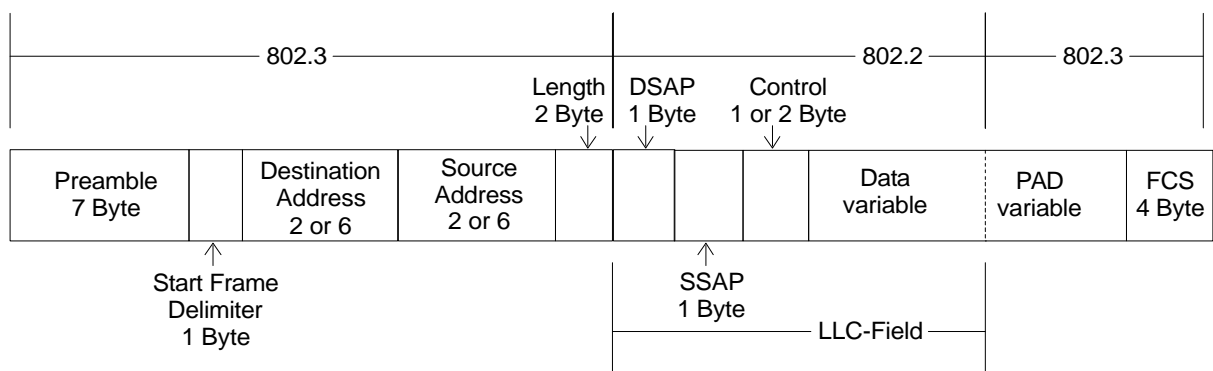 802.3
802.2
802.3
Length
2 Byte
DSAP
1 Byte
Control
1 or 2 Byte
Preamble
7 Byte
Destination
Address
2 or 6
Source
Address
2 or 6
Data
variable
PAD
variable
FCS
4 Byte
Start Frame
Delimiter
1 Byte
SSAP
1 Byte
LLC-Field